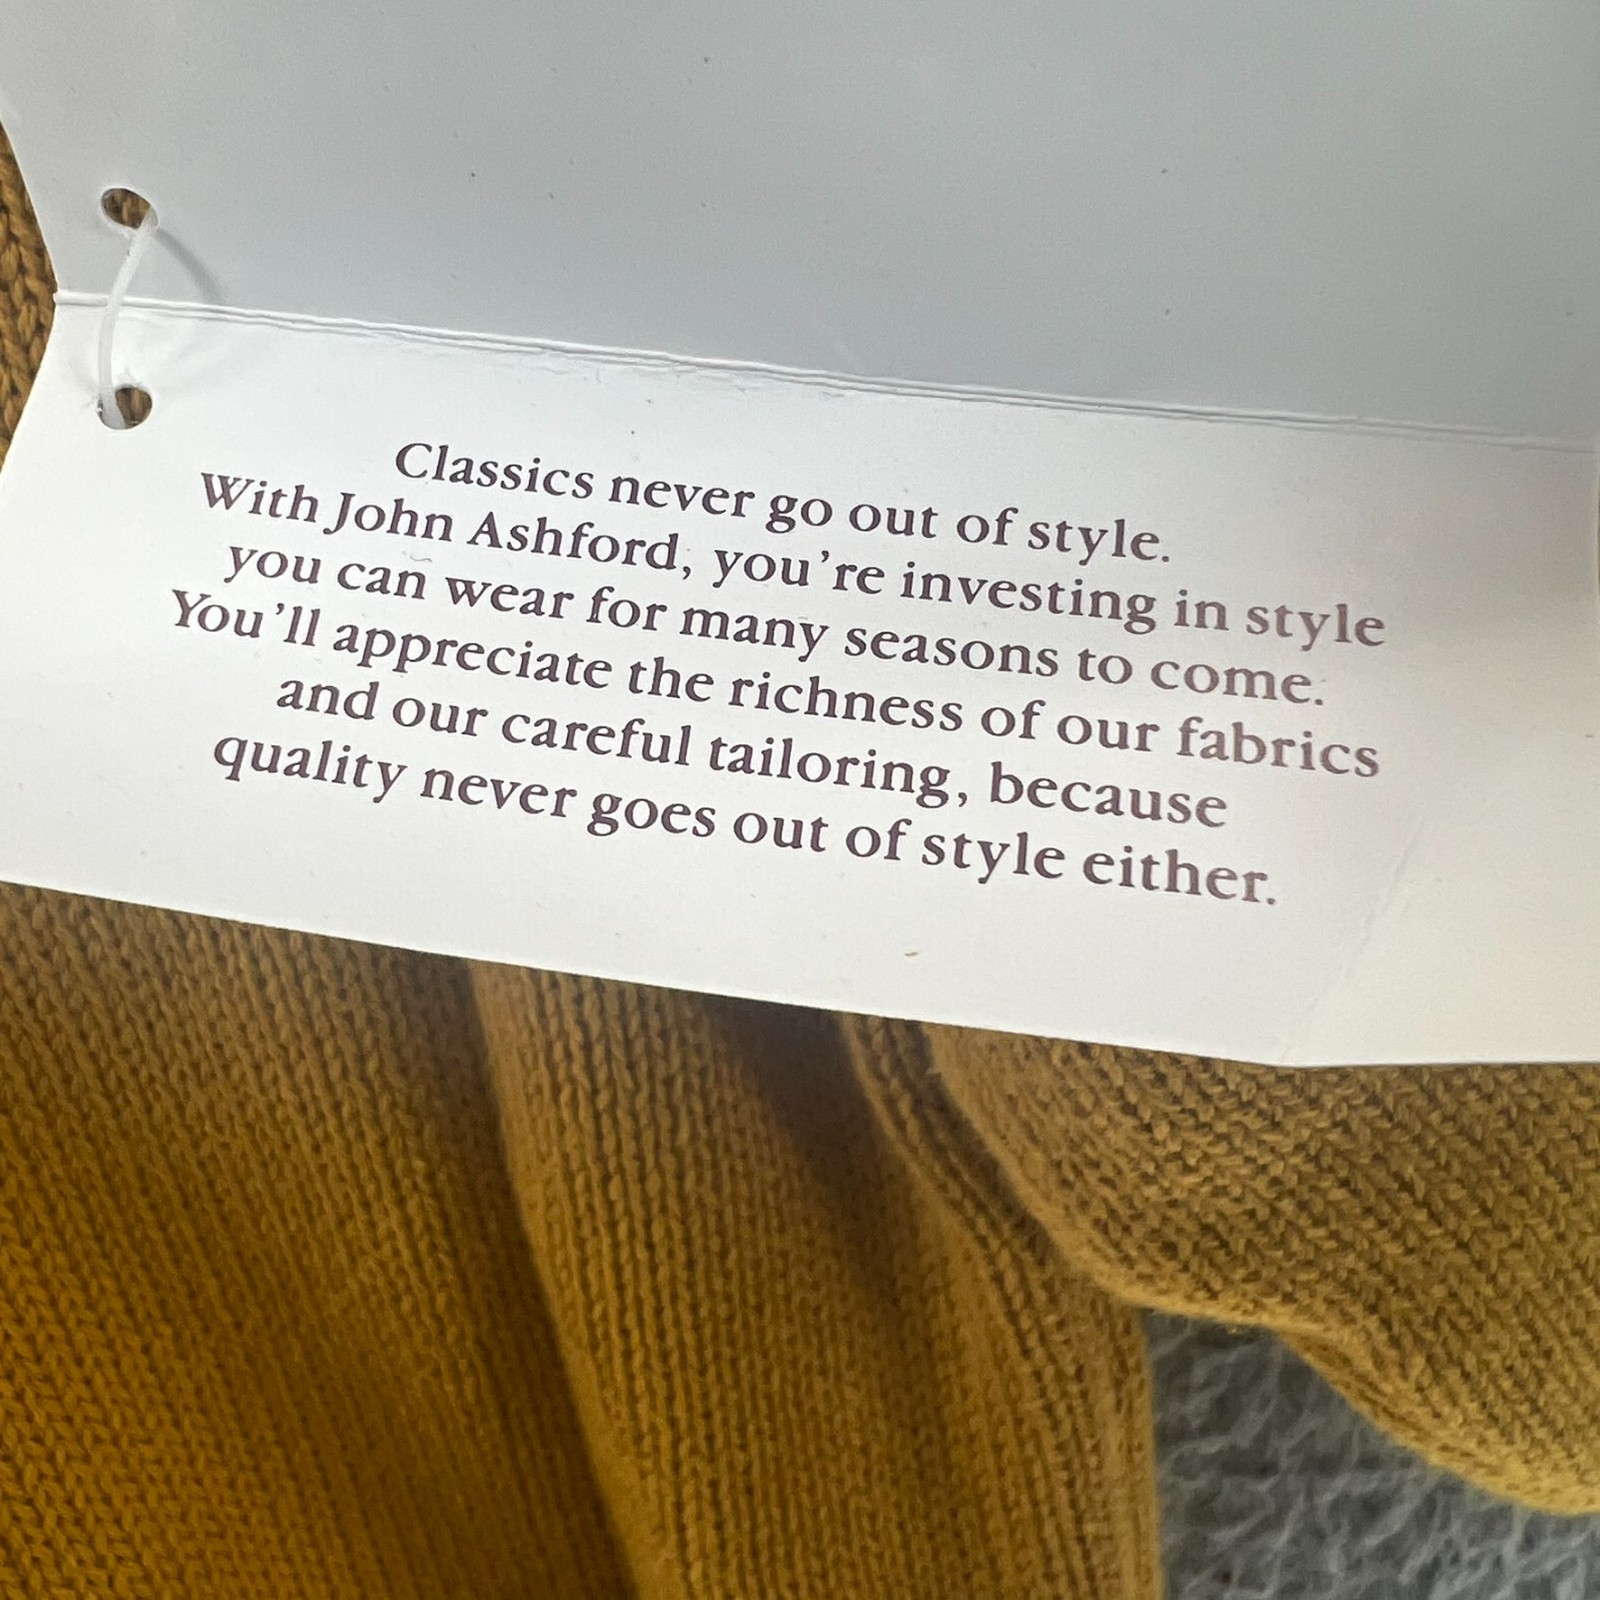 Classics never go out of style.
With John Ashford, you're investing in style
you can wear for many seasons to come.
You'll appreciate the richness of our fabrics
and our careful tailoring, because
quality never goes out of style either.